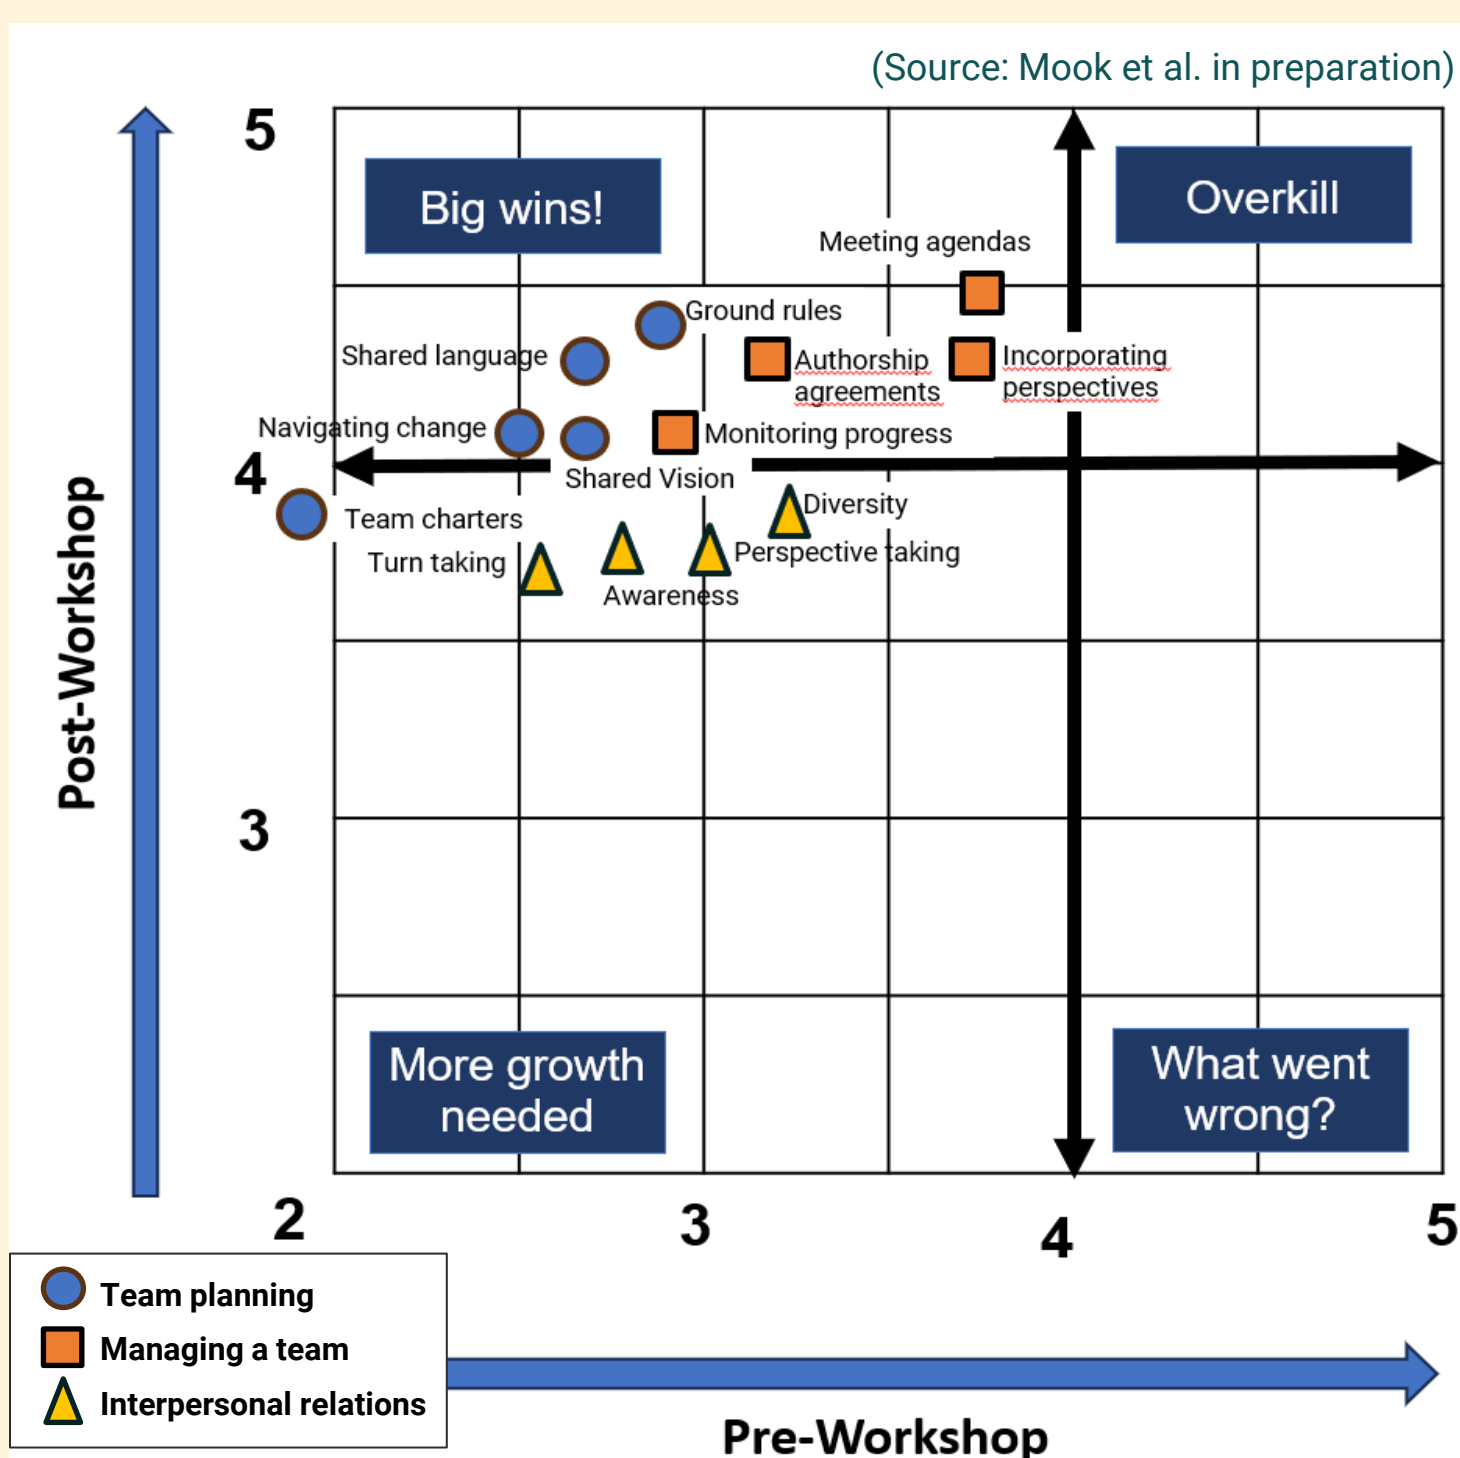 (Source: Mook et al. in preparation)
5
Big wins!
Overkill
Meeting agendas
Ground rules
Shared language
Authorship
agreements
Incorporating
perspectives
Navigating change
Monitoring progress
4
Shared Vision
Team charters
Diversity
Turn taking
Perspective taking
Awareness
Post-Workshop
3
More growth
needed
What went
wrong?
2
3
4
5
Team planning
Managing a team
Interpersonal relations
Pre-Workshop